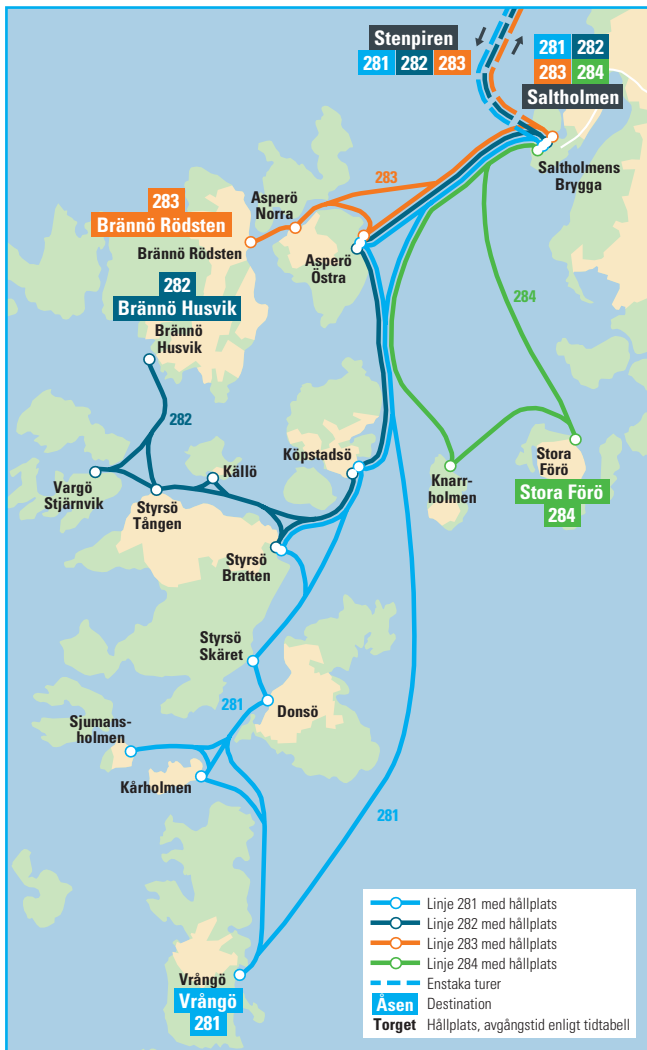 Stenpiren
281 282 283
281 282
283 284
Saltholmen
Saltholmens
Brygga
283
283
Brännö Rödsten
Asperö
Norra
Brännö Rödsten
Asperö
Östra
282
Brännö Husvik
Brännö
Husvik
284
282
Köpstadsö
Källö
Vargö
Stjärnvik
Styrsö
Tången
Knarr-
holmen
Stora
Förö
Stora Förö
284
Styrsö
Bratten
Styrsö
Skäret
281
Donsö
Sjumans-
holmen
Kårholmen
281
Vrångö
Vrångö
281
Linje 281 med hållplats
Linje 282 med hållplats
Linje 283 med hållplats
Linje 284 med hållplats
Enstaka turer
Åsen Destination
Torget Hållplats, avgångstid enligt tidtabell